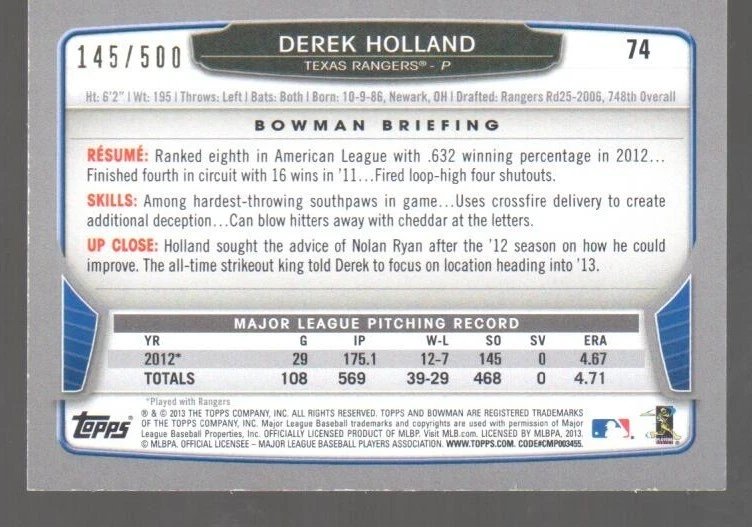 145/500
DEREK HOLLAND
74
TEXAS RANGERS® - P
Ht: 6'2" | Wt: 195 | Throws: Left | Bats: Both | Born: 10-9-86, Newark, OH | Drafted: Rangers Rd25-2006, 748th Overall
BOWMAN BRIEFING
RÉSUMÉ: Ranked eighth in American League with .632 winning percentage in 2012...
Finished fourth in circuit with 16 wins in '11...Fired loop-high four shutouts.
SKILLS: Among hardest-throwing southpaws in game...Uses crossfire delivery to create
additional deception...Can blow hitters away with cheddar at the letters.
UP CLOSE: Holland sought the advice of Nolan Ryan after the '12 season on how he could
improve. The all-time strikeout king told Derek to focus on location heading into '13.
MAJOR LEAGUE PITCHING RECORD
YR G IP W-L SO SV ERA
2012* 29 175.1 12-7 145 0 4.67
TOTALS 108 569 39-29 468 0 4.71
*Played with Rangers
TOPPS
® & © 2013 THE TOPPS COMPANY, INC. ALL RIGHTS RESERVED. TOPPS AND BOWMAN ARE REGISTERED TRADEMARKS
OF THE TOPPS COMPANY, INC. Major League Baseball trademarks and copyrights are used with permission of Major
League Baseball Properties, Inc. OFFICIALLY LICENSED PRODUCT OF MLBP. Visit MLB.com. LICENSED BY MLBPA, 2013.
© MLBPA. OFFICIAL LICENSEE – MAJOR LEAGUE BASEBALL PLAYERS ASSOCIATION. WWW.TOPPS.COM. CODE#CMP003455.